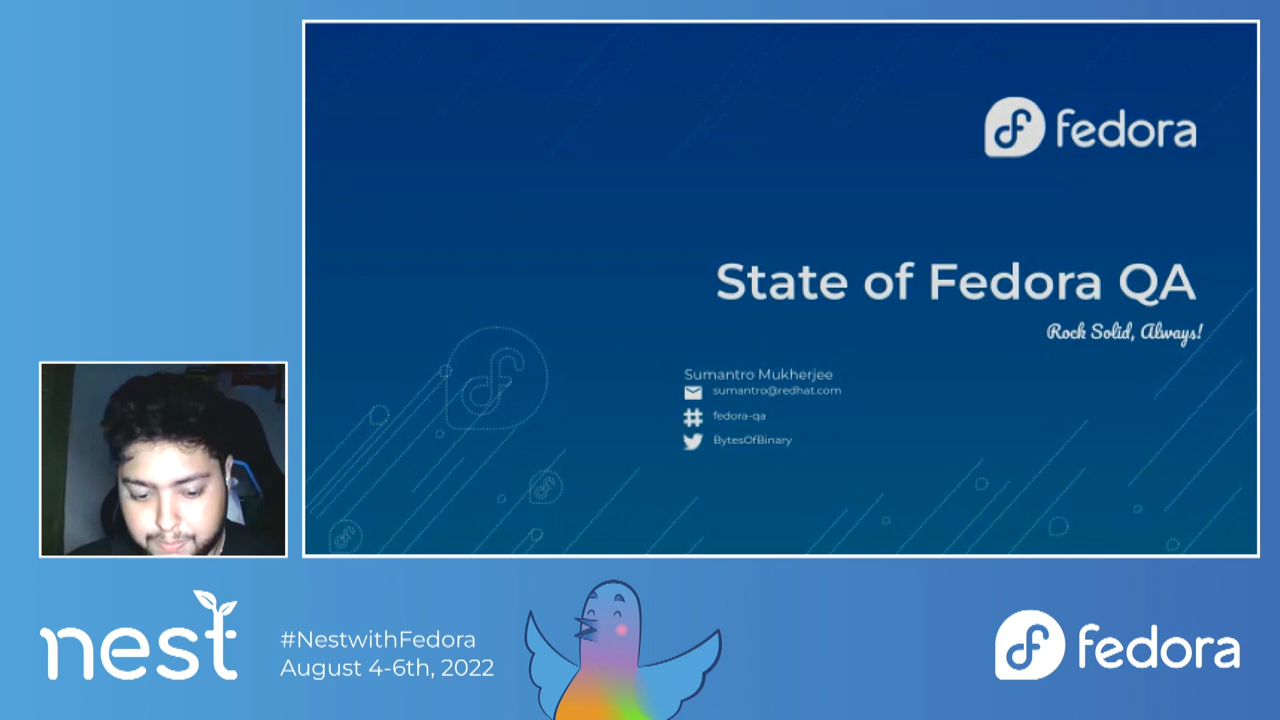 fedora
State of Fedora QA
Rock Solid, Always!
Sumantro Mukherjee
sumantro@redhat.com
fedora-qa
BytesOfBinary
nest
#NestwithFedora
August 4-6th, 2022
fedora